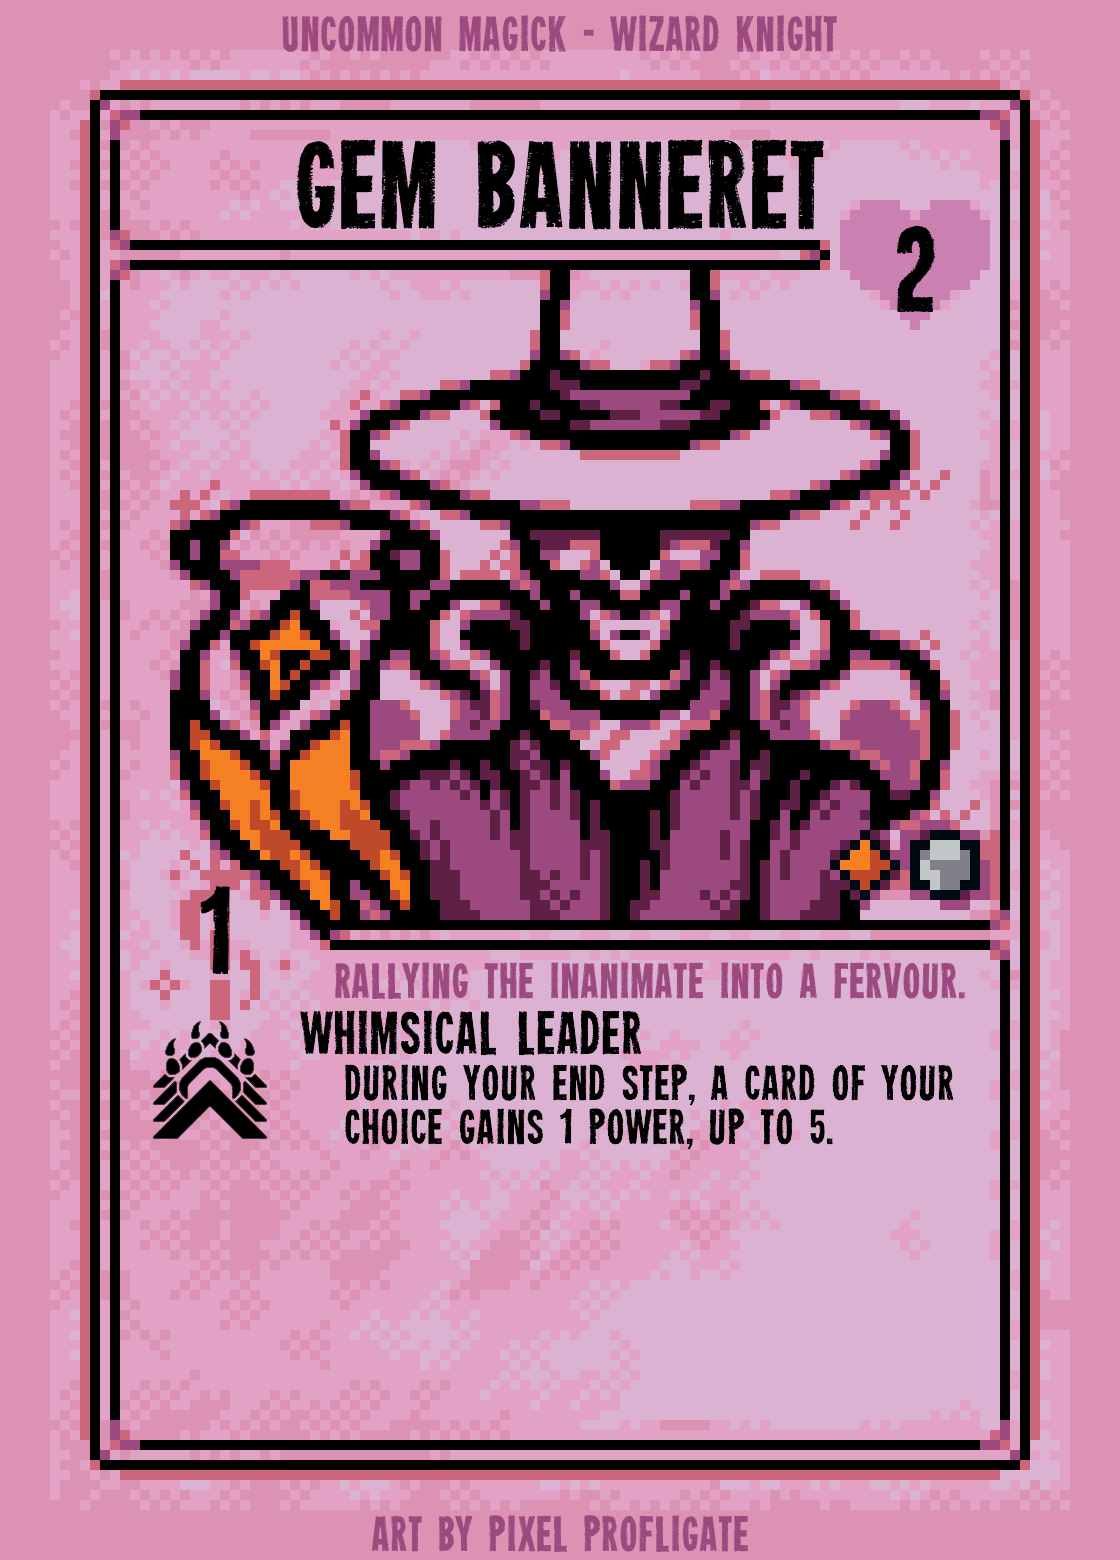 UNCOMMON MAGICK - WIZARD KNIGHT
GEM BANNERET
2
1
RALLYING THE INANIMATE INTO A FERVOUR.
WHIMSICAL LEADER
DURING YOUR END STEP, A CARD OF YOUR
CHOICE GAINS 1 POWER, UP TO 5.
ART BY PIXEL PROFLIGATE